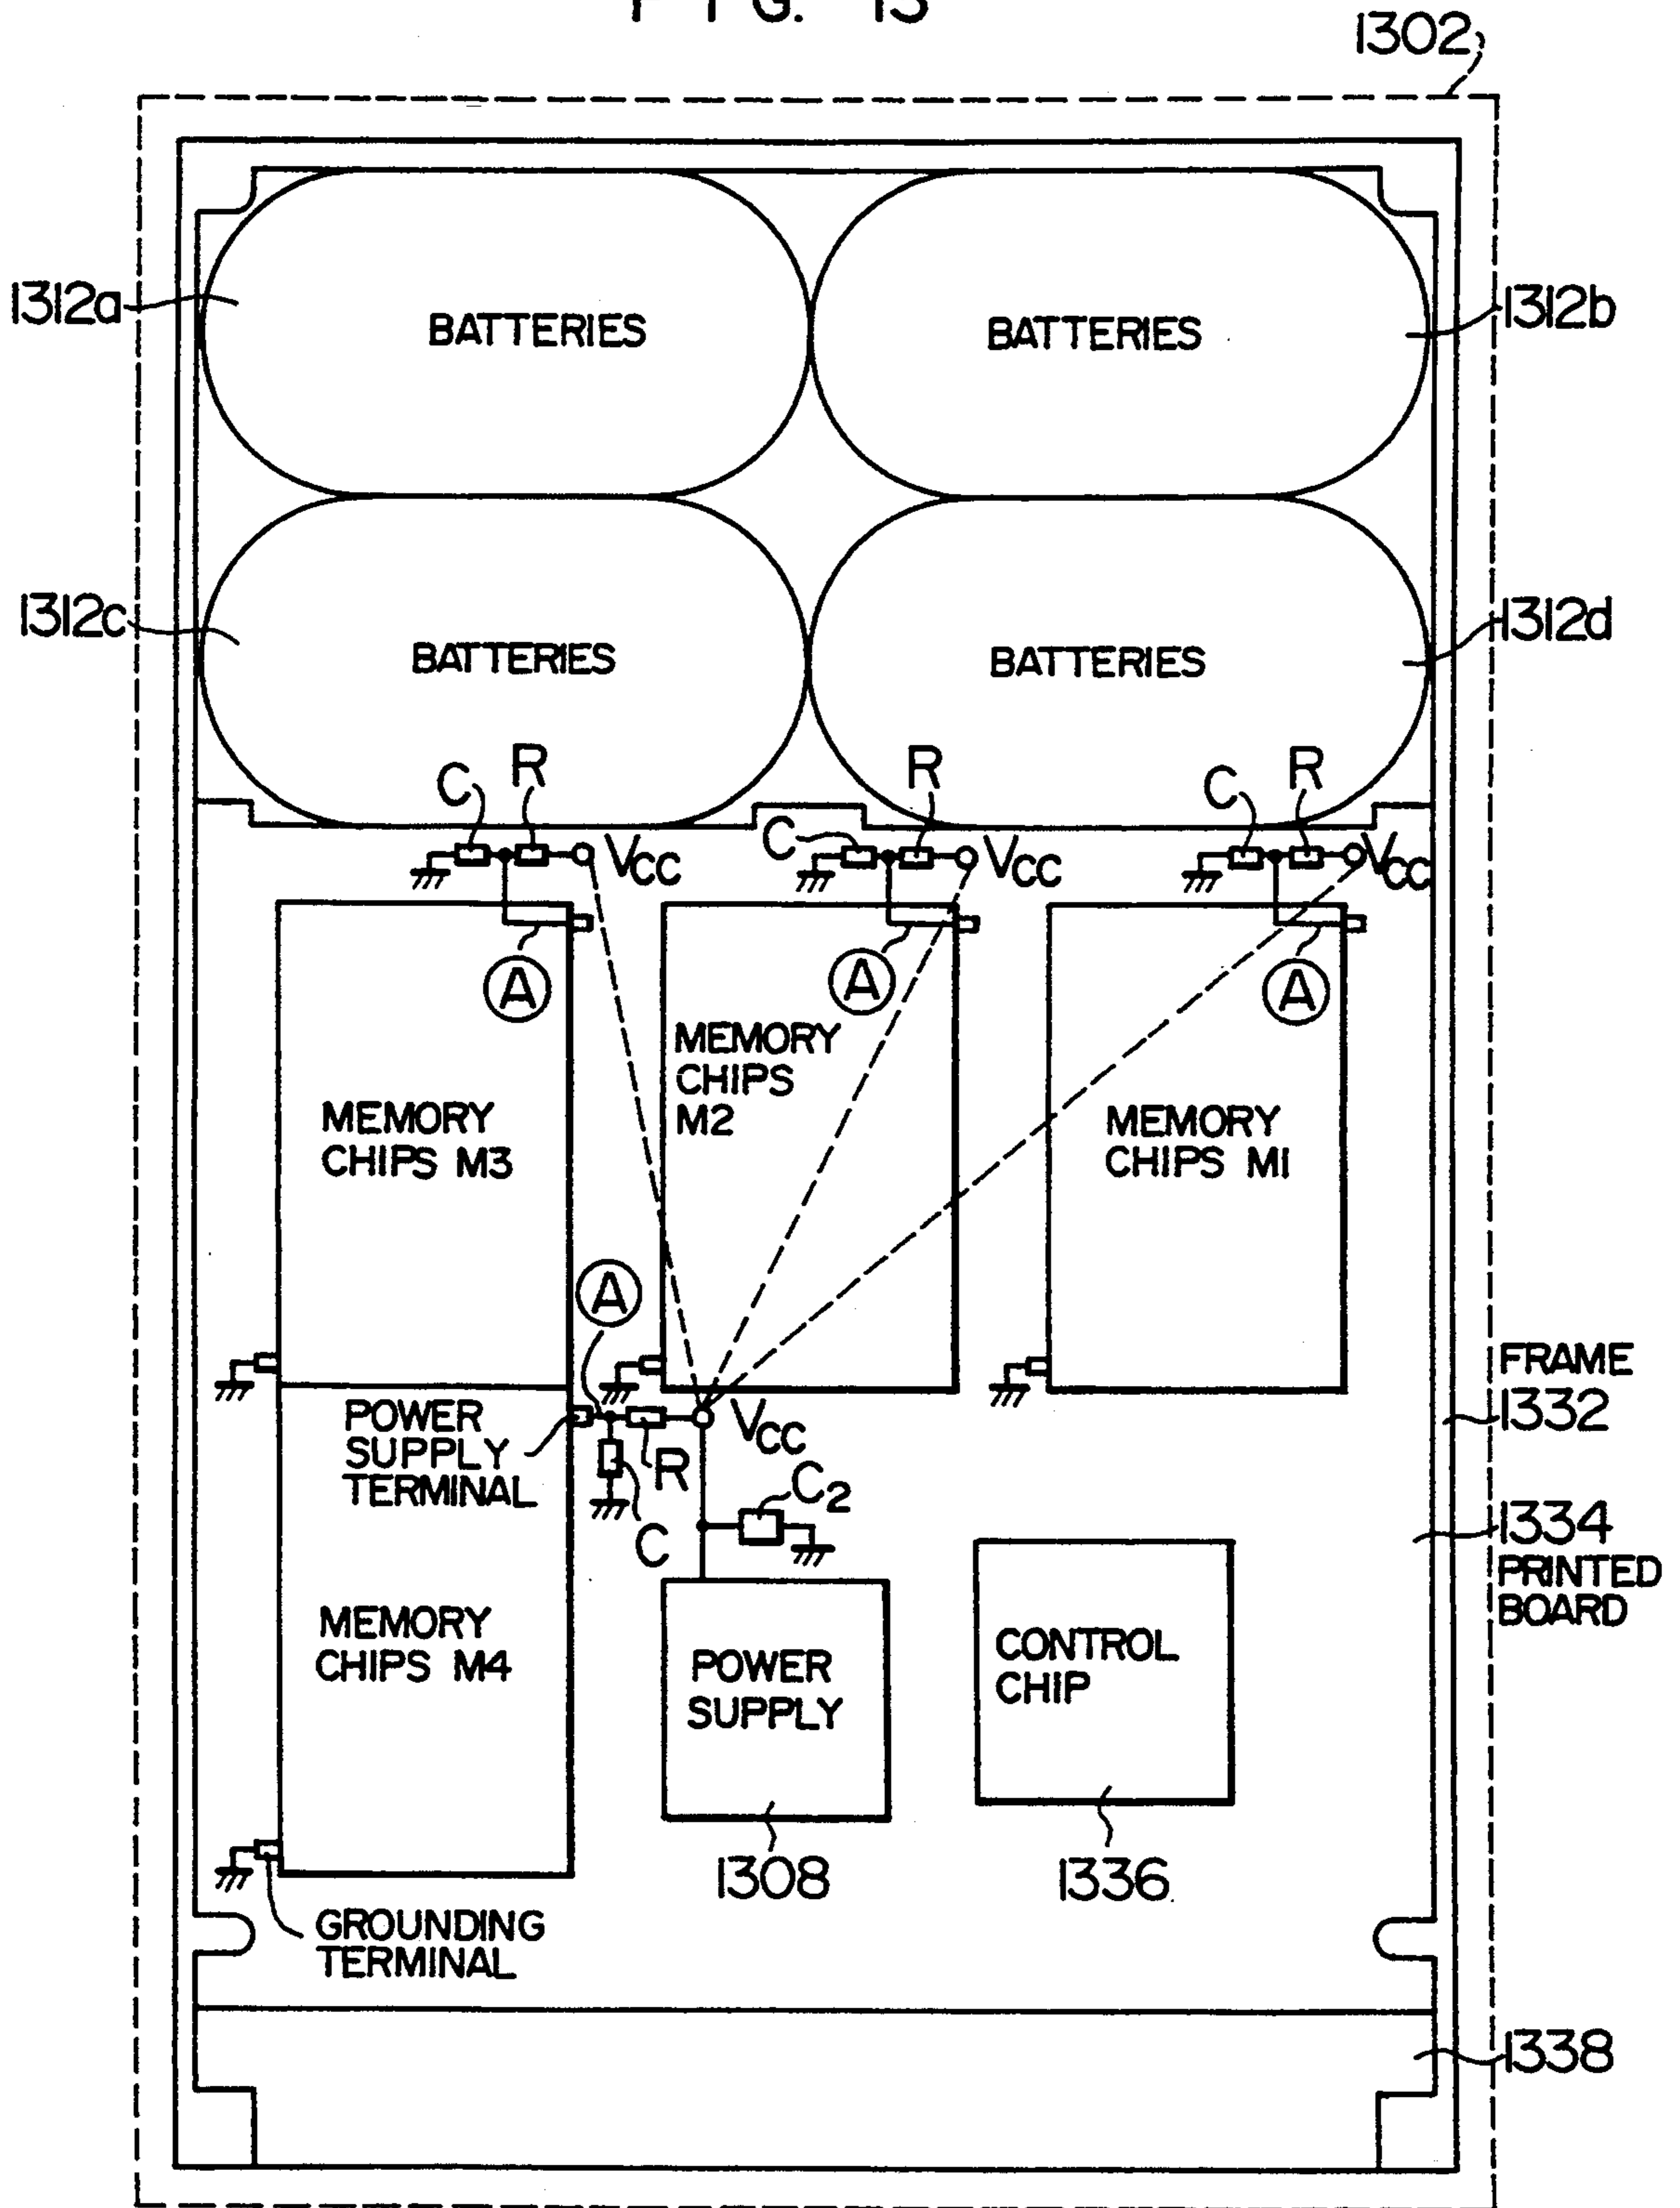 FIG. 13
1302
1312a
BATTERIES
BATTERIES
1312b
1312c
BATTERIES
BATTERIES
1312d
C
R
VCC
C
R
VCC
C
R
VCC
A
A
A
MEMORY
CHIPS M3
MEMORY
CHIPS
M2
MEMORY
CHIPS M1
A
FRAME
1332
POWER
SUPPLY
TERMINAL
R
VCC
C
C2
1334
PRINTED
BOARD
MEMORY
CHIPS M4
POWER
SUPPLY
CONTROL
CHIP
1308
1336
GROUNDING
TERMINAL
1338